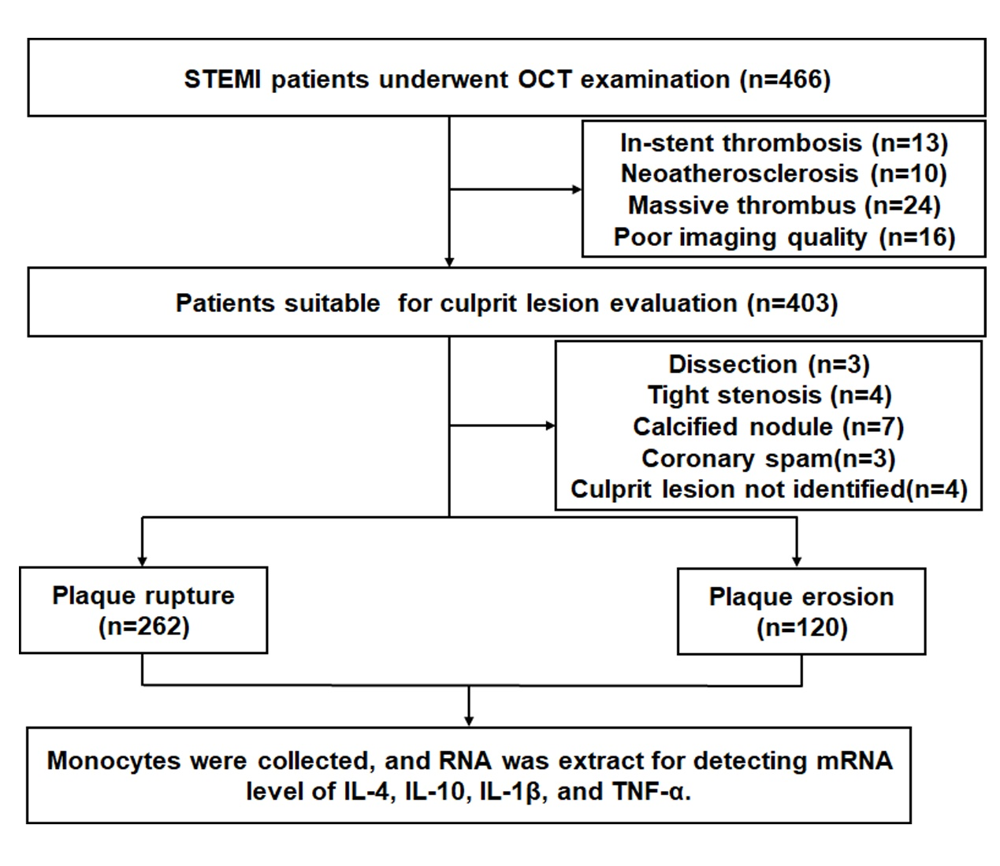 STEMI patients underwent OCT examination (n=466)
In-stent thrombosis (n=13)
Neoatherosclerosis (n=10)
Massive thrombus (n=24)
Poor imaging quality (n=16)
Patients suitable for culprit lesion evaluation (n=403)
Dissection (n=3)
Tight stenosis (n=4)
Calcified nodule (n=7)
Coronary spam(n=3)
Culprit lesion not identified(n=4)
Plaque rupture
(n=262)
Plaque erosion
(n=120)
Monocytes were collected, and RNA was extract for detecting mRNA
level of IL-4, IL-10, IL-1β, and TNF-α.